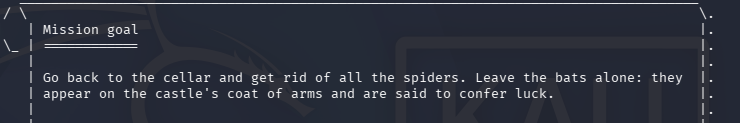 Mission goal
============
Go back to the cellar and get rid of all the spiders. Leave the bats alone: they
appear on the castle's coat of arms and are said to confer luck.
KALI